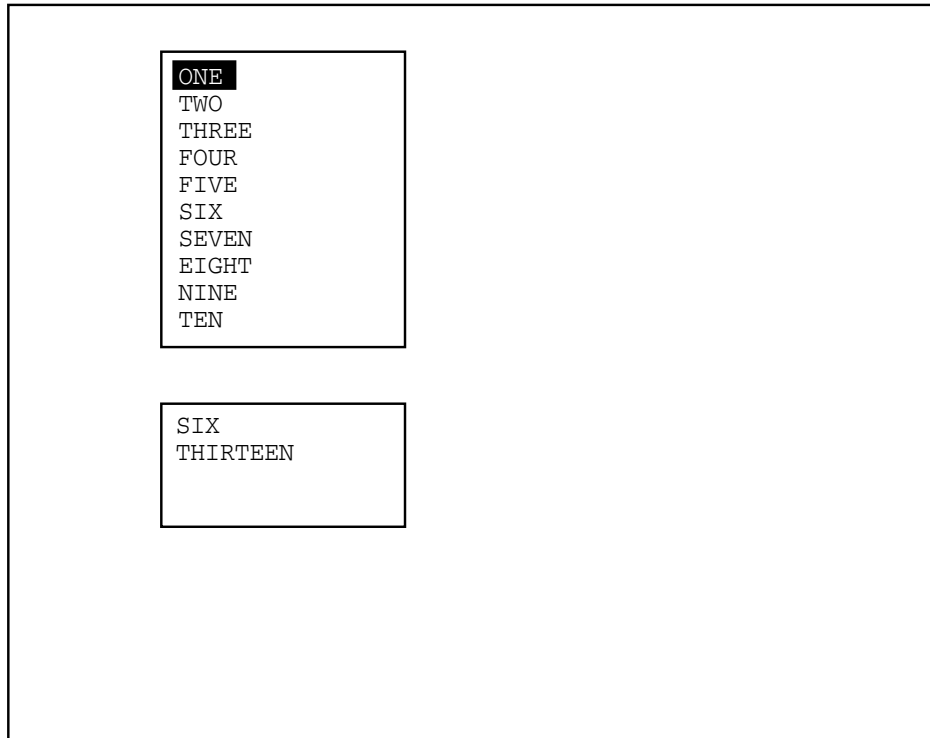 ONE
TWO
THREE
FOUR
FIVE
SIX
SEVEN
EIGHT
NINE
TEN
SIX
THIRTEEN